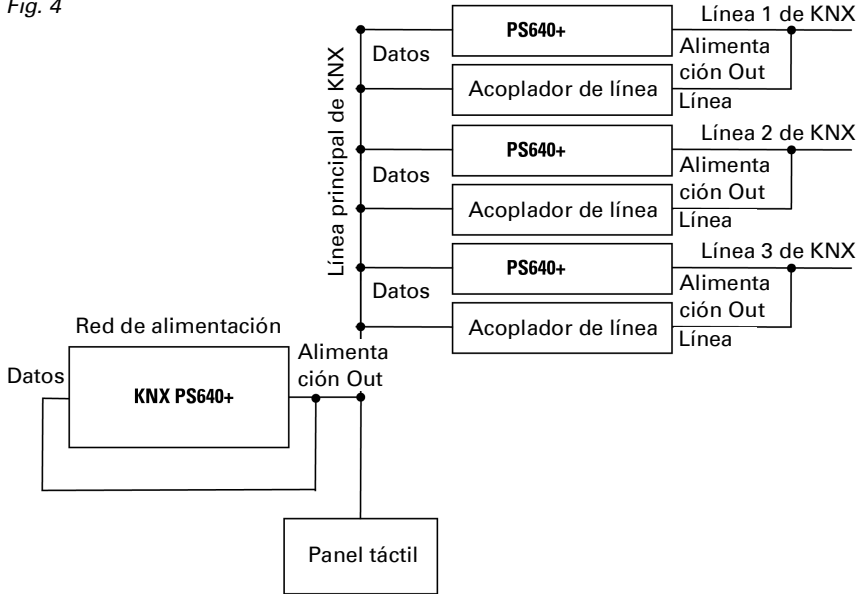 Fig. 4
Línea principal de KNX
Datos
PS640+
Línea 1 de KNX
Alimenta
ción Out
Acoplador de línea
Línea
Datos
PS640+
Línea 2 de KNX
Alimenta
ción Out
Acoplador de línea
Línea
Datos
PS640+
Línea 3 de KNX
Alimenta
ción Out
Acoplador de línea
Línea
Red de alimentación
Datos
KNX PS640+
Alimenta
ción Out
Panel táctil